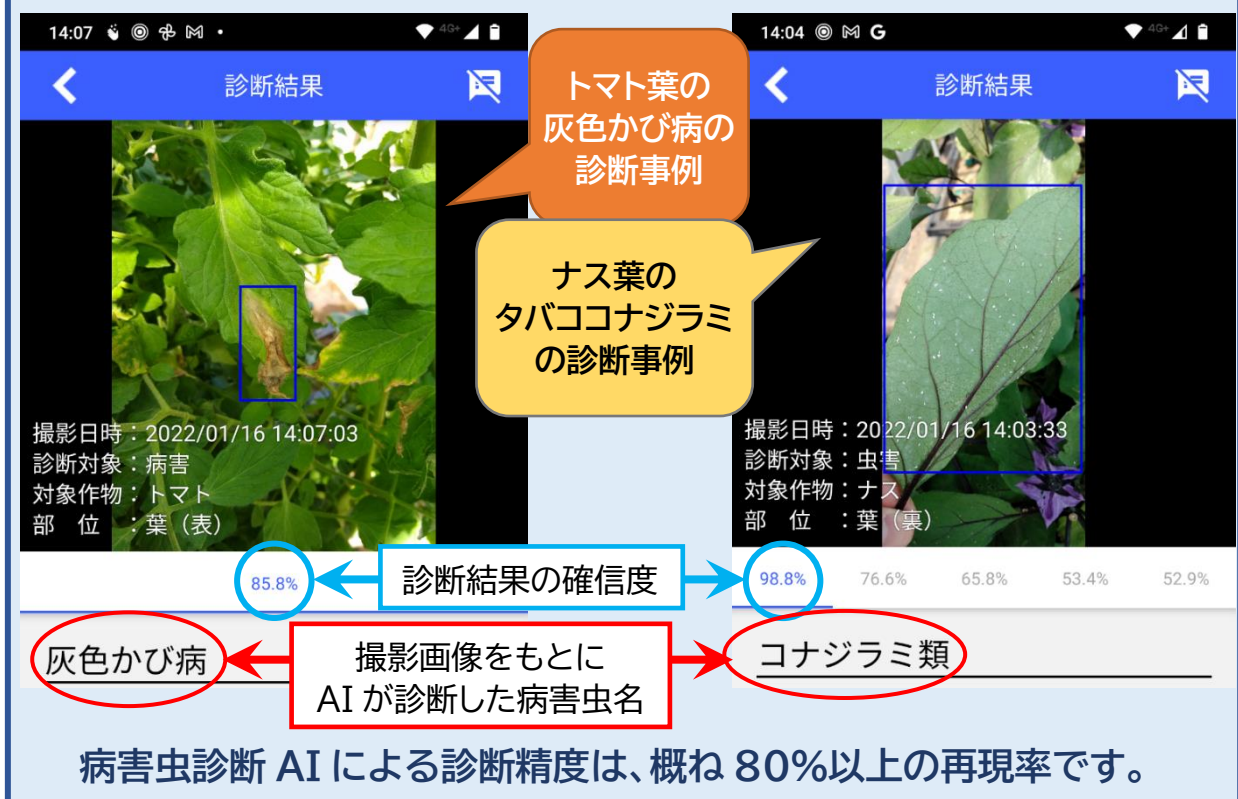 14:07
4G+
診断結果
撮影日時：2022/01/16 14:07:03
診断対象：病害
対象作物：トマト
部　位　：葉（表）
85.8%
灰色かび病
トマト葉の
灰色かび病の
診断事例
ナス葉の
タバココナジラミ
の診断事例
14:04
G
4G+
診断結果
撮影日時：2022/01/16 14:03:33
診断対象：虫害
対象作物：ナス
部　位　：葉（裏）
98.8% 76.6% 65.8% 53.4% 52.9%
コナジラミ類
診断結果の確信度
撮影画像をもとに
AI が診断した病害虫名
病害虫診断 AI による診断精度は、概ね 80%以上の再現率です。